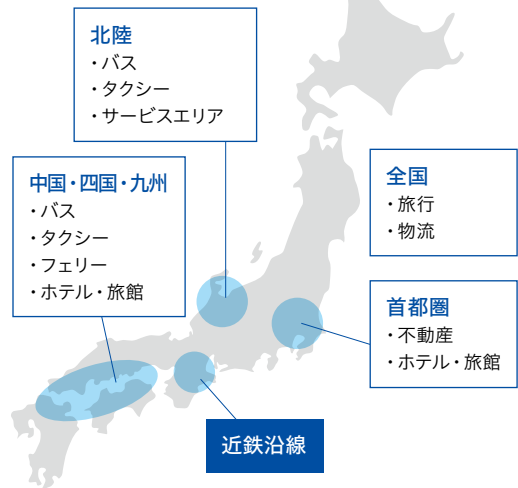 北陸
・バス
・タクシー
・サービスエリア
中国・四国・九州
・バス
・タクシー
・フェリー
・ホテル・旅館
全国
・旅行
・物流
首都圏
・不動産
・ホテル・旅館
近鉄沿線